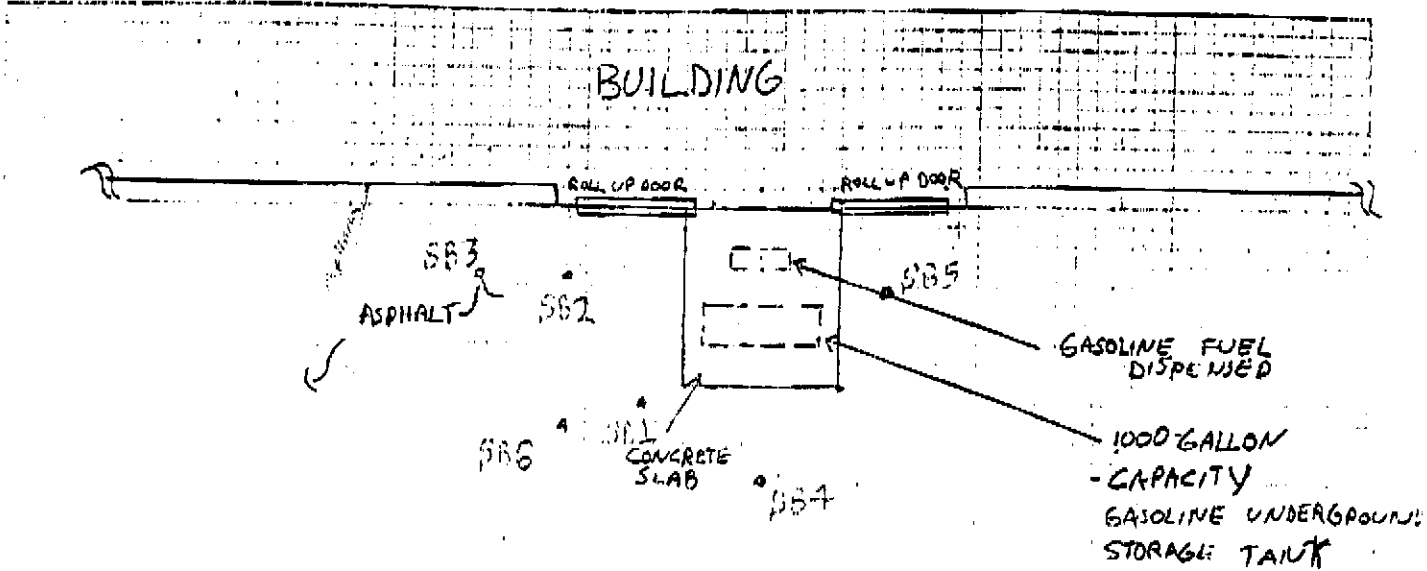 BUILDING
ROLL UP DOOR
ROLL UP DOOR
SB3
ASPHALT
SB2
SB5
GASOLINE FUEL
DISPENSED
SB6
SB1
CONCRETE
SLAB
SB4
1000-GALLON
- CAPACITY
GASOLINE UNDERGROUND
STORAGE TANK